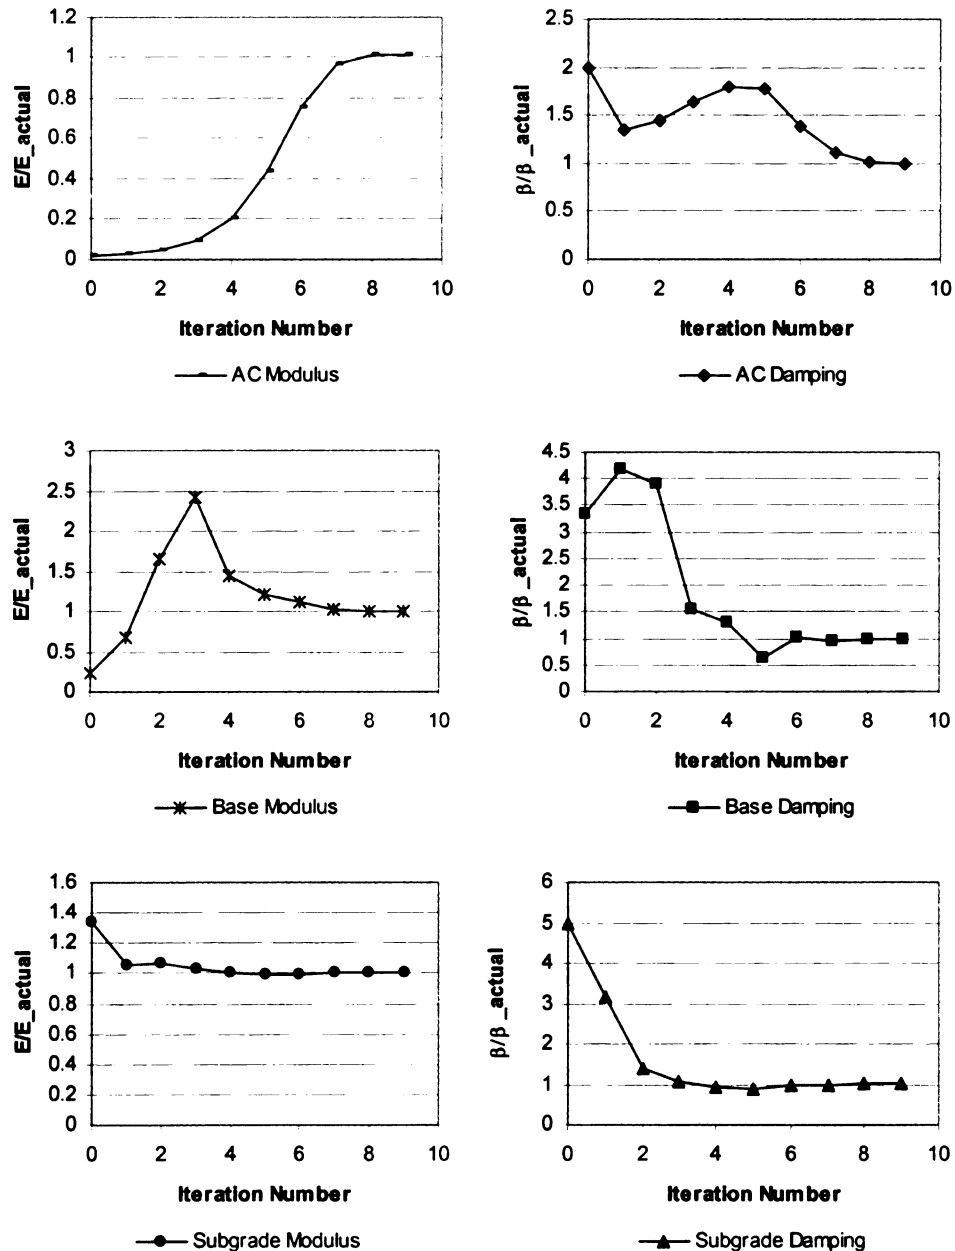 E/E_actual
1.2
1
0.8
0.6
0.4
0.2
0
0 2 4 6 8 10
Iteration Number
AC Modulus
β/β _actual
2.5
2
1.5
1
0.5
0
0 2 4 6 8 10
Iteration Number
AC Damping
E/E_actual
3
2.5
2
1.5
1
0.5
0
0 2 4 6 8 10
Iteration Number
Base Modulus
β/β _actual
4.5
4
3.5
3
2.5
2
1.5
1
0.5
0
0 2 4 6 8 10
Iteration Number
Base Damping
E/E_actual
1.6
1.4
1.2
1
0.8
0.6
0.4
0.2
0
0 2 4 6 8 10
Iteration Number
Subgrade Modulus
β/β _actual
6
5
4
3
2
1
0
0 2 4 6 8 10
Iteration Number
Subgrade Damping